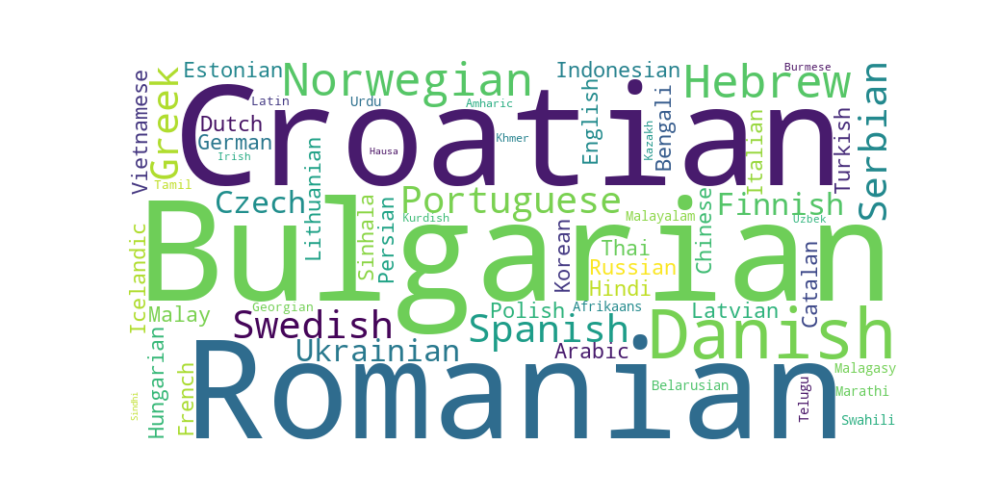 Estonian
Norwegian
Indonesian
Hebrew
Burmese
Vietnamese
Greek
Croatian
Latin
Urdu
Amharic
English
Bengali
Italian
Turkish
Serbian
Dutch
German
Irish
Hausa
Khmer
Kazakh
Tamil
Czech
Lithuanian
Sinhala
Persian
Portuguese
Kurdish
Malayalam
Chinese
Finnish
Uzbek
Bulgarian
Icelandic
Korean
Thai
Russian
Hindi
Catalan
Malay
Georgian
Swedish
Spanish
Polish
Afrikaans
Latvian
Danish
Ukrainian
Arabic
Romanian
Hungarian
French
Sindhi
Belarusian
Telugu
Malagasy
Marathi
Swahili